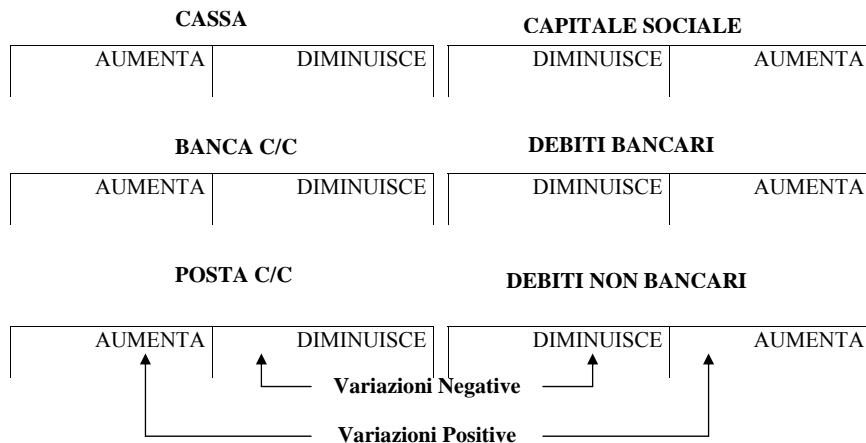 CASSA CAPITALE SOCIALE
AUMENTA DIMINUISCE DIMINUISCE AUMENTA
BANCA C/C DEBITI BANCARI
AUMENTA DIMINUISCE DIMINUISCE AUMENTA
POSTA C/C DEBITI NON BANCARI
AUMENTA DIMINUISCE DIMINUISCE AUMENTA
Variazioni Negative
Variazioni Positive